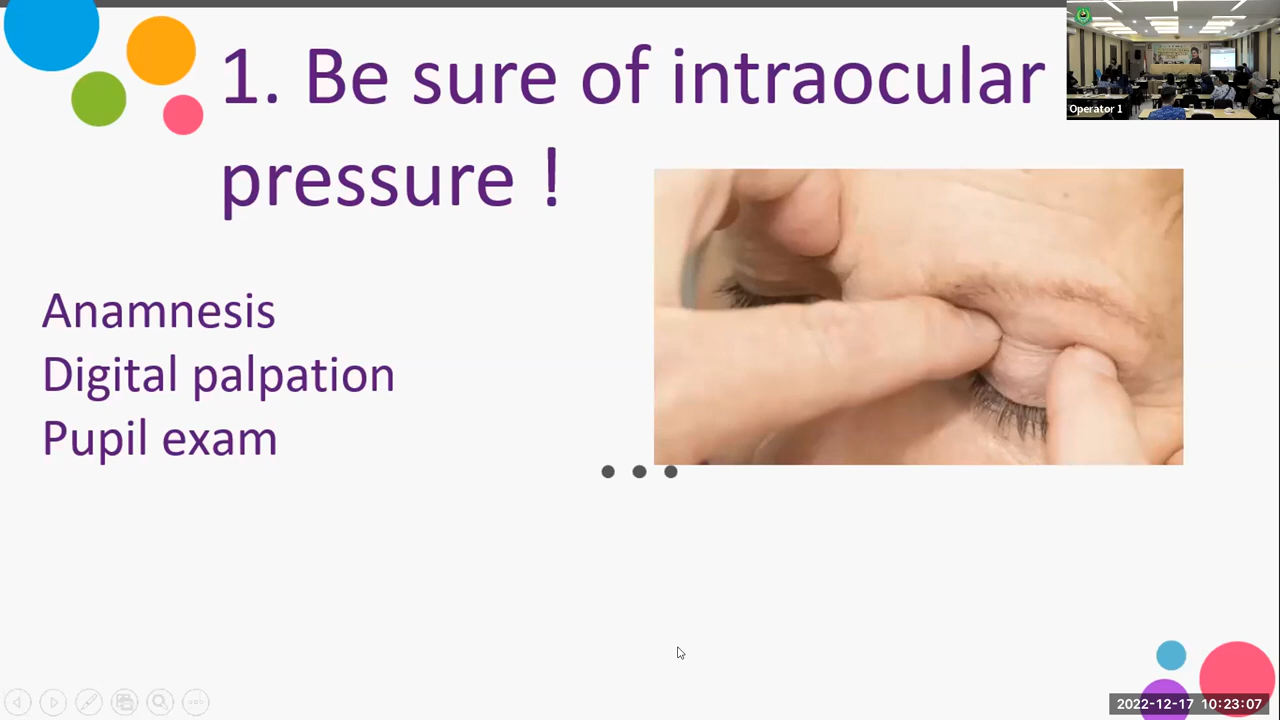 1. Be sure of intraocular
pressure !
Anamnesis
Digital palpation
Pupil exam
Operator 1
2022-12-17 10:23:07